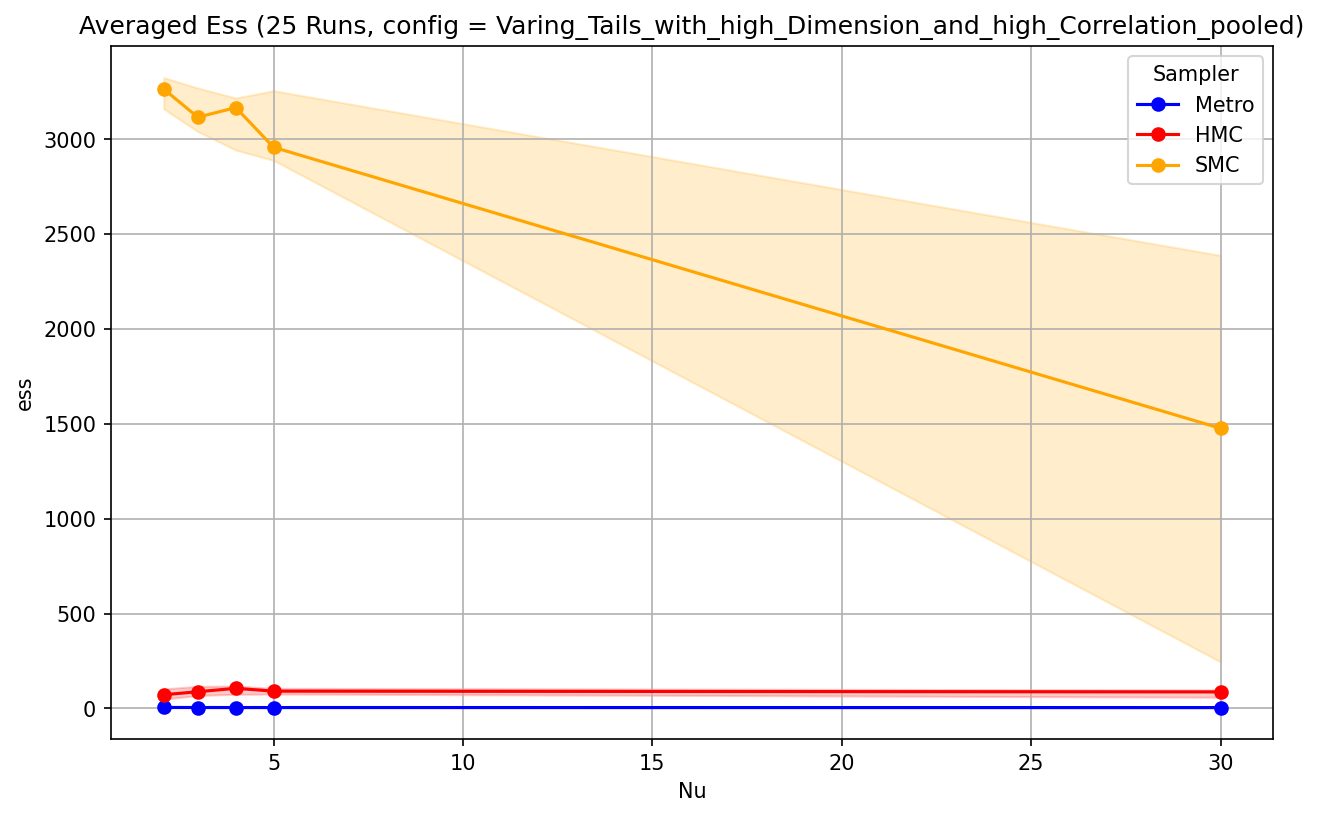 Averaged Ess (25 Runs, config = Varing_Tails_with_high_Dimension_and_high_Correlation_pooled)
Sampler
Metro
HMC
SMC
3000
2500
2000
1500
1000
500
0
ess
5 10 15 20 25 30
Nu